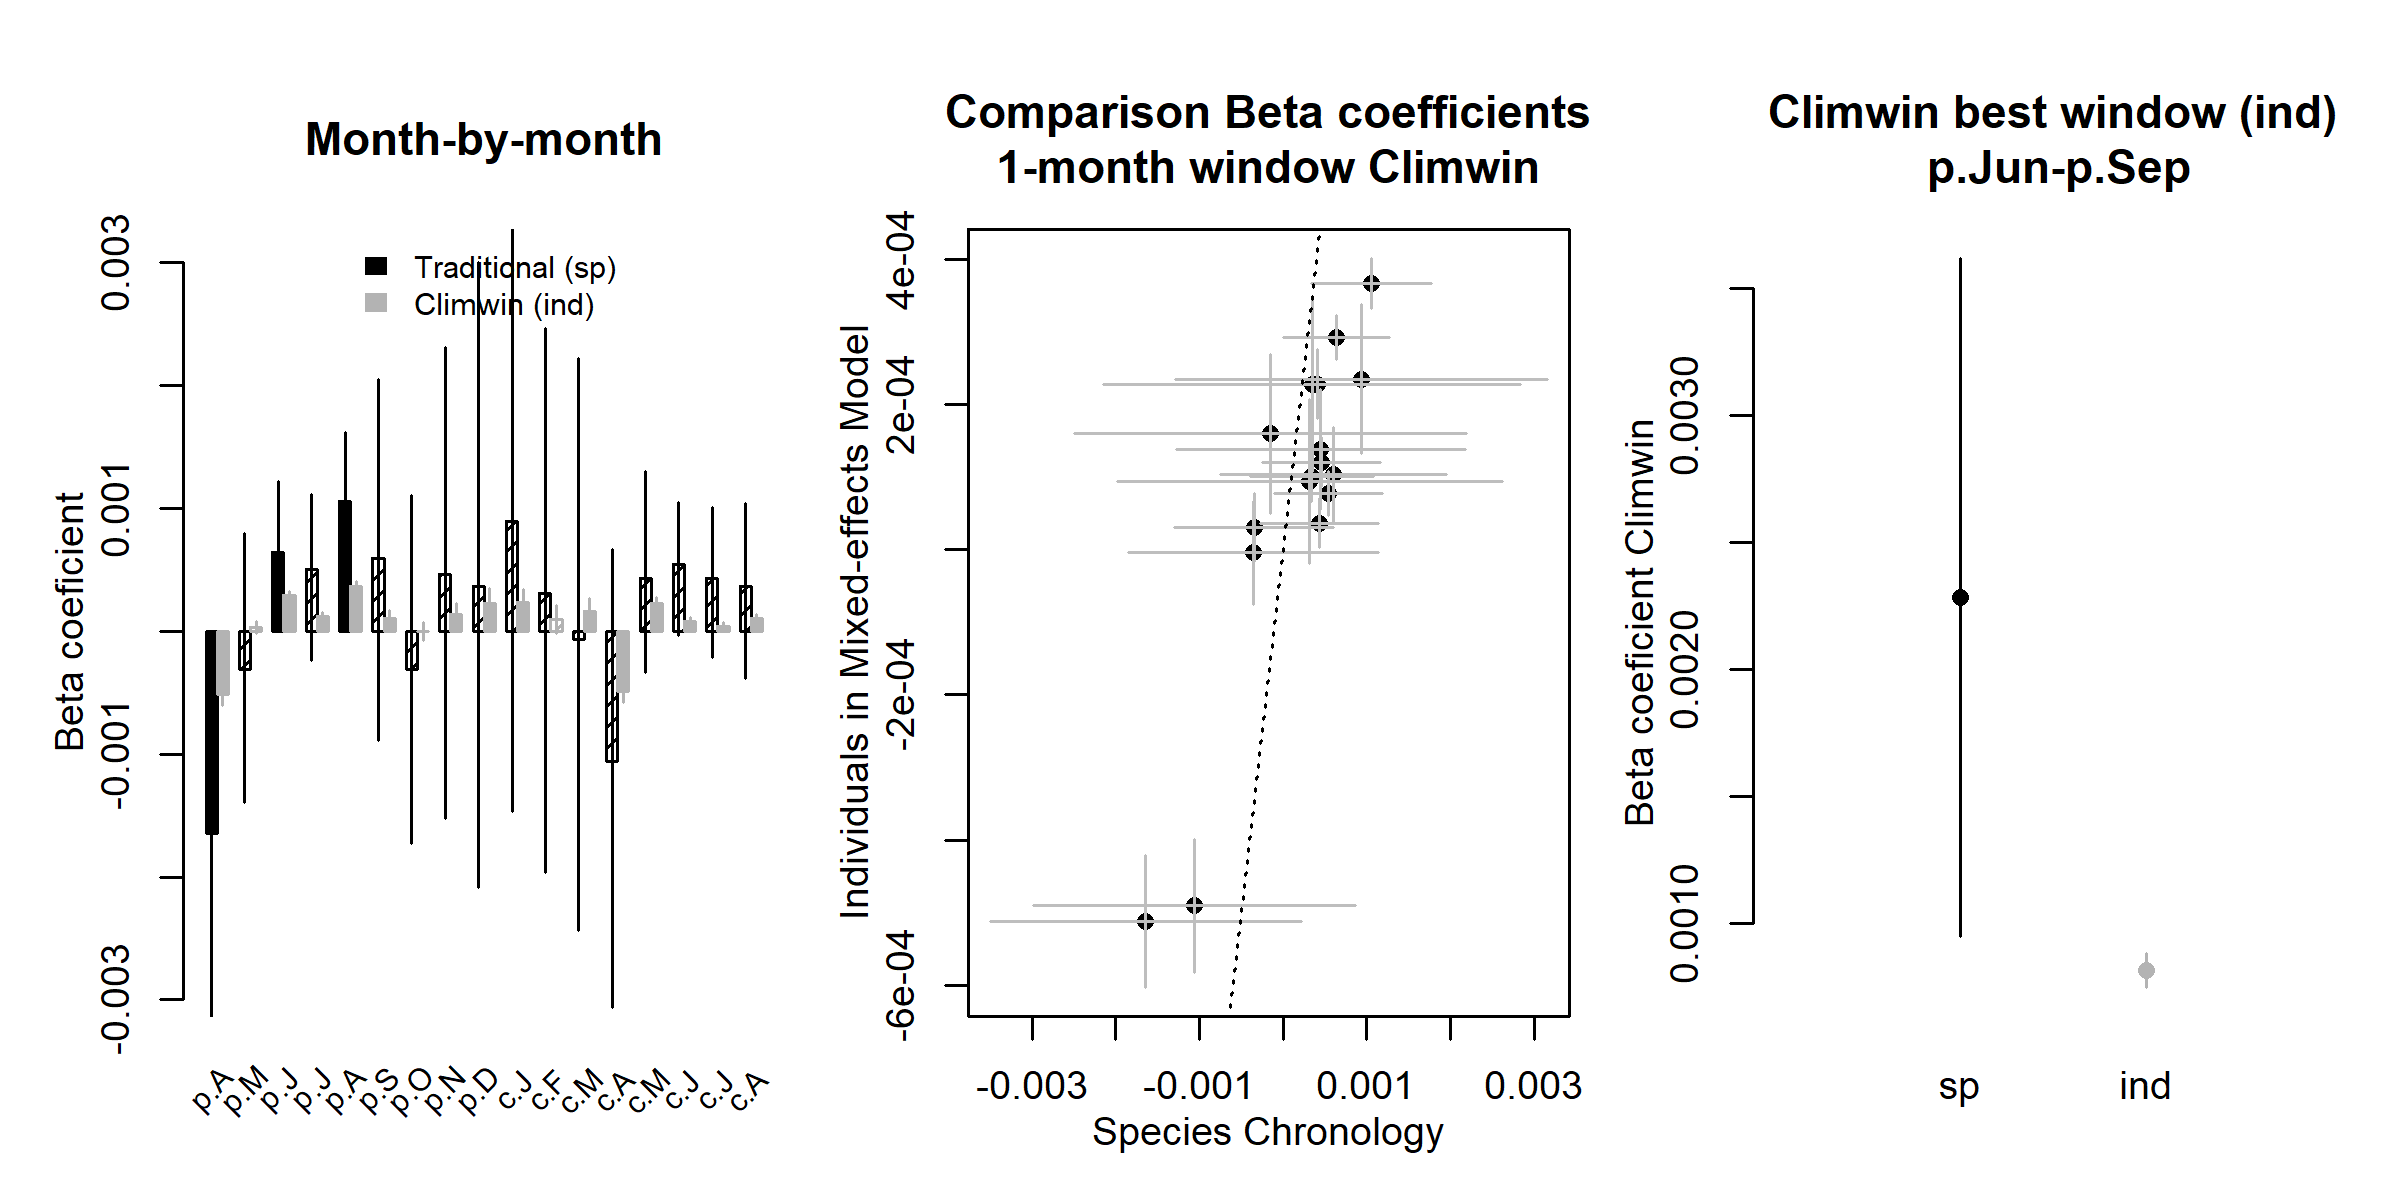 Month-by-month
Beta coeficient
0.003
0.001
-0.001
-0.003
Traditional (sp)
Climwin (ind)
p.A
p.M
p.J
p.J
p.A
p.S
p.O
p.N
p.D
c.J
c.F
c.M
c.A
c.M
c.J
c.J
c.A
Comparison Beta coefficients
1-month window Climwin
Individuals in Mixed-effects Model
4e-04
2e-04
-2e-04
-6e-04
-0.003
-0.001
0.001
0.003
Species Chronology
Climwin best window (ind)
p.Jun-p.Sep
Beta coeficient Climwin
0.0030
0.0020
0.0010
sp
ind